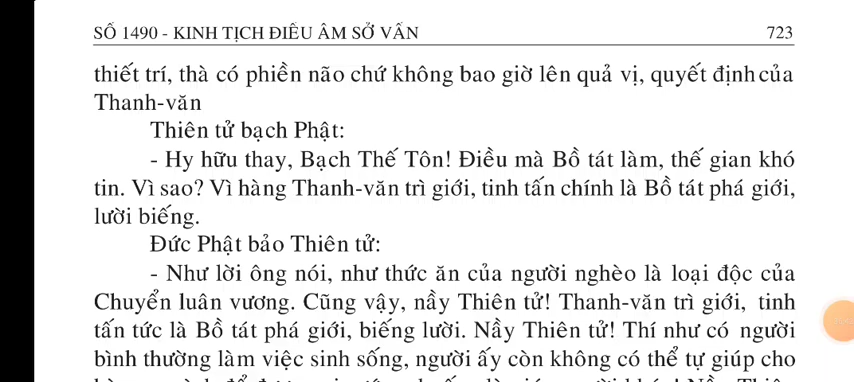 SỐ 1490 - KINH TỊCH ĐIỀU ÂM SỞ VẤN 723
thiết trí, thà có phiền não chứ không bao giờ lên quả vị, quyết định của
Thanh-văn
Thiên tử bạch Phật:
- Hy hữu thay, Bạch Thế Tôn! Điều mà Bồ tát làm, thế gian khó
tin. Vì sao? Vì hàng Thanh-văn trì giới, tinh tấn chính là Bồ tát phá giới,
lười biếng.
Đức Phật bảo Thiên tử:
- Như lời ông nói, như thức ăn của người nghèo là loại độc của
Chuyển luân vương. Cũng vậy, nầy Thiên tử! Thanh-văn trì giới, tinh
tấn tức là Bồ tát phá giới, biếng lười. Nầy Thiên tử! Thí như có người
bình thường làm việc sinh sống, người ấy còn không có thể tự giúp cho